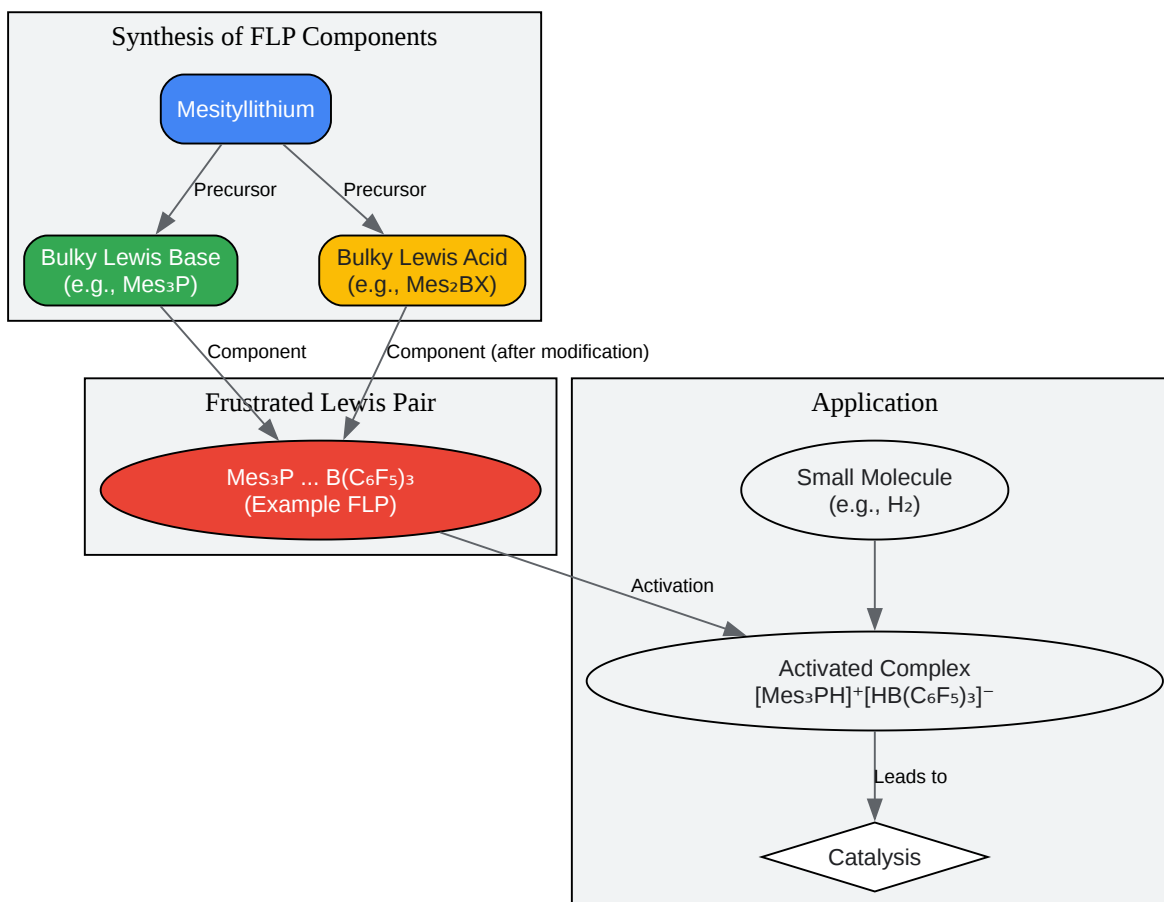 Synthesis of FLP Components
Mesityllithium
Precursor
Precursor
Bulky Lewis Base
(e.g., Mes₃P)
Bulky Lewis Acid
(e.g., Mes₂BX)
Component
Component (after modification)
Frustrated Lewis Pair
Mes₃P ... B(C₆F₅)₃
(Example FLP)
Application
Small Molecule
(e.g., H₂)
Activation
Activated Complex
[Mes₃PH]⁺[HB(C₆F₅)₃]⁻
Leads to
Catalysis